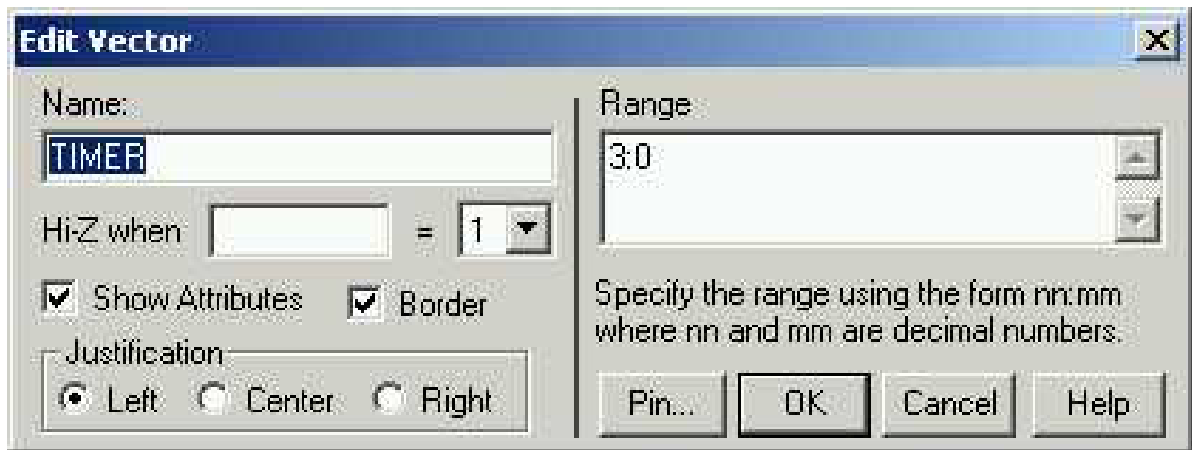 Edit Vector
Name:
TIMER
Hi-Z when = 1
Show Attributes Border
Justification
Left Center Right
Range
3:0
Specify the range using the form nn:mm
where nn and mm are decimal numbers.
Pin... OK Cancel Help